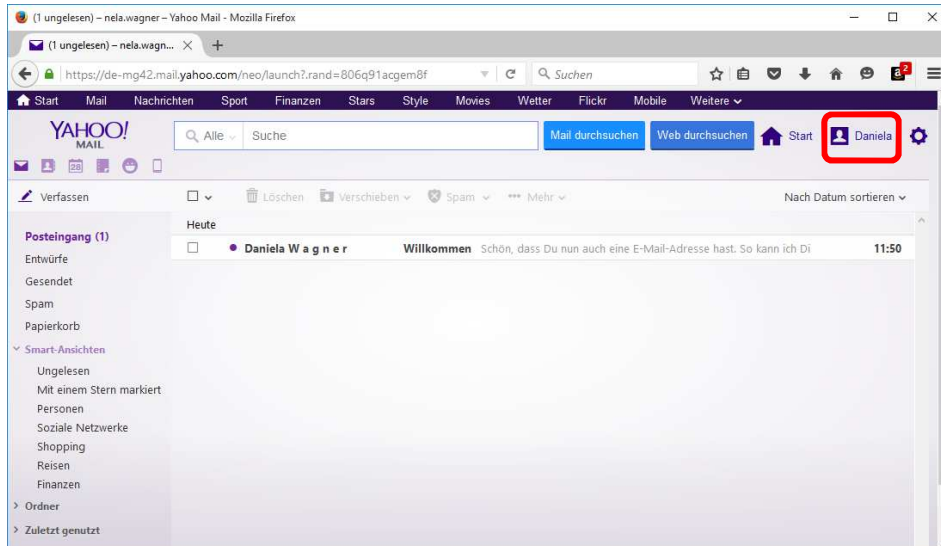 (1 ungelesen) – nela.wagner – Yahoo Mail - Mozilla Firefox
(1 ungelesen) – nela.wagn...
https://de-mg42.mail.yahoo.com/neo/launch?.rand=806q91acgem8f
Suchen
2
Start Mail Nachrichten Sport Finanzen Stars Style Movies Wetter Flickr Mobile Weitere
YAHOO! MAIL
Alle Suche Mail durchsuchen Web durchsuchen Start Daniela
28
Verfassen Löschen Verschieben Spam Mehr Nach Datum sortieren
Heute
Posteingang (1)
Daniela W a g n e r Willkommen Schön, dass Du nun auch eine E-Mail-Adresse hast. So kann ich Di 11:50
Entwürfe
Gesendet
Spam
Papierkorb
Smart-Ansichten
Ungelesen
Mit einem Stern markiert
Personen
Soziale Netzwerke
Shopping
Reisen
Finanzen
Ordner
Zuletzt genutzt